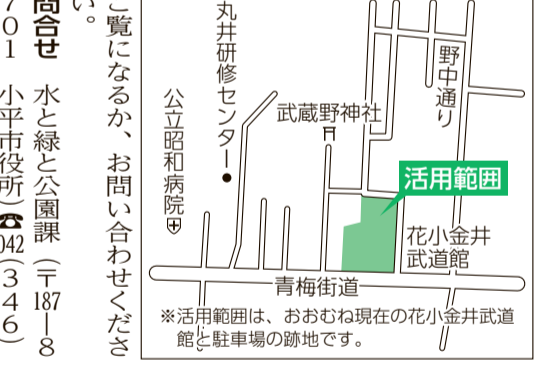 ご覧になるか、お問い合わせくださ
い。
問合せ　水と緑と公園課（〒187―8
701　小平市役所）☎042（346）
丸井研修センター
公立昭和病院
武蔵野神社
野中通り
活用範囲
花小金井
武道館
青梅街道
※活用範囲は、おおむね現在の花小金井武道
館と駐車場の跡地です。